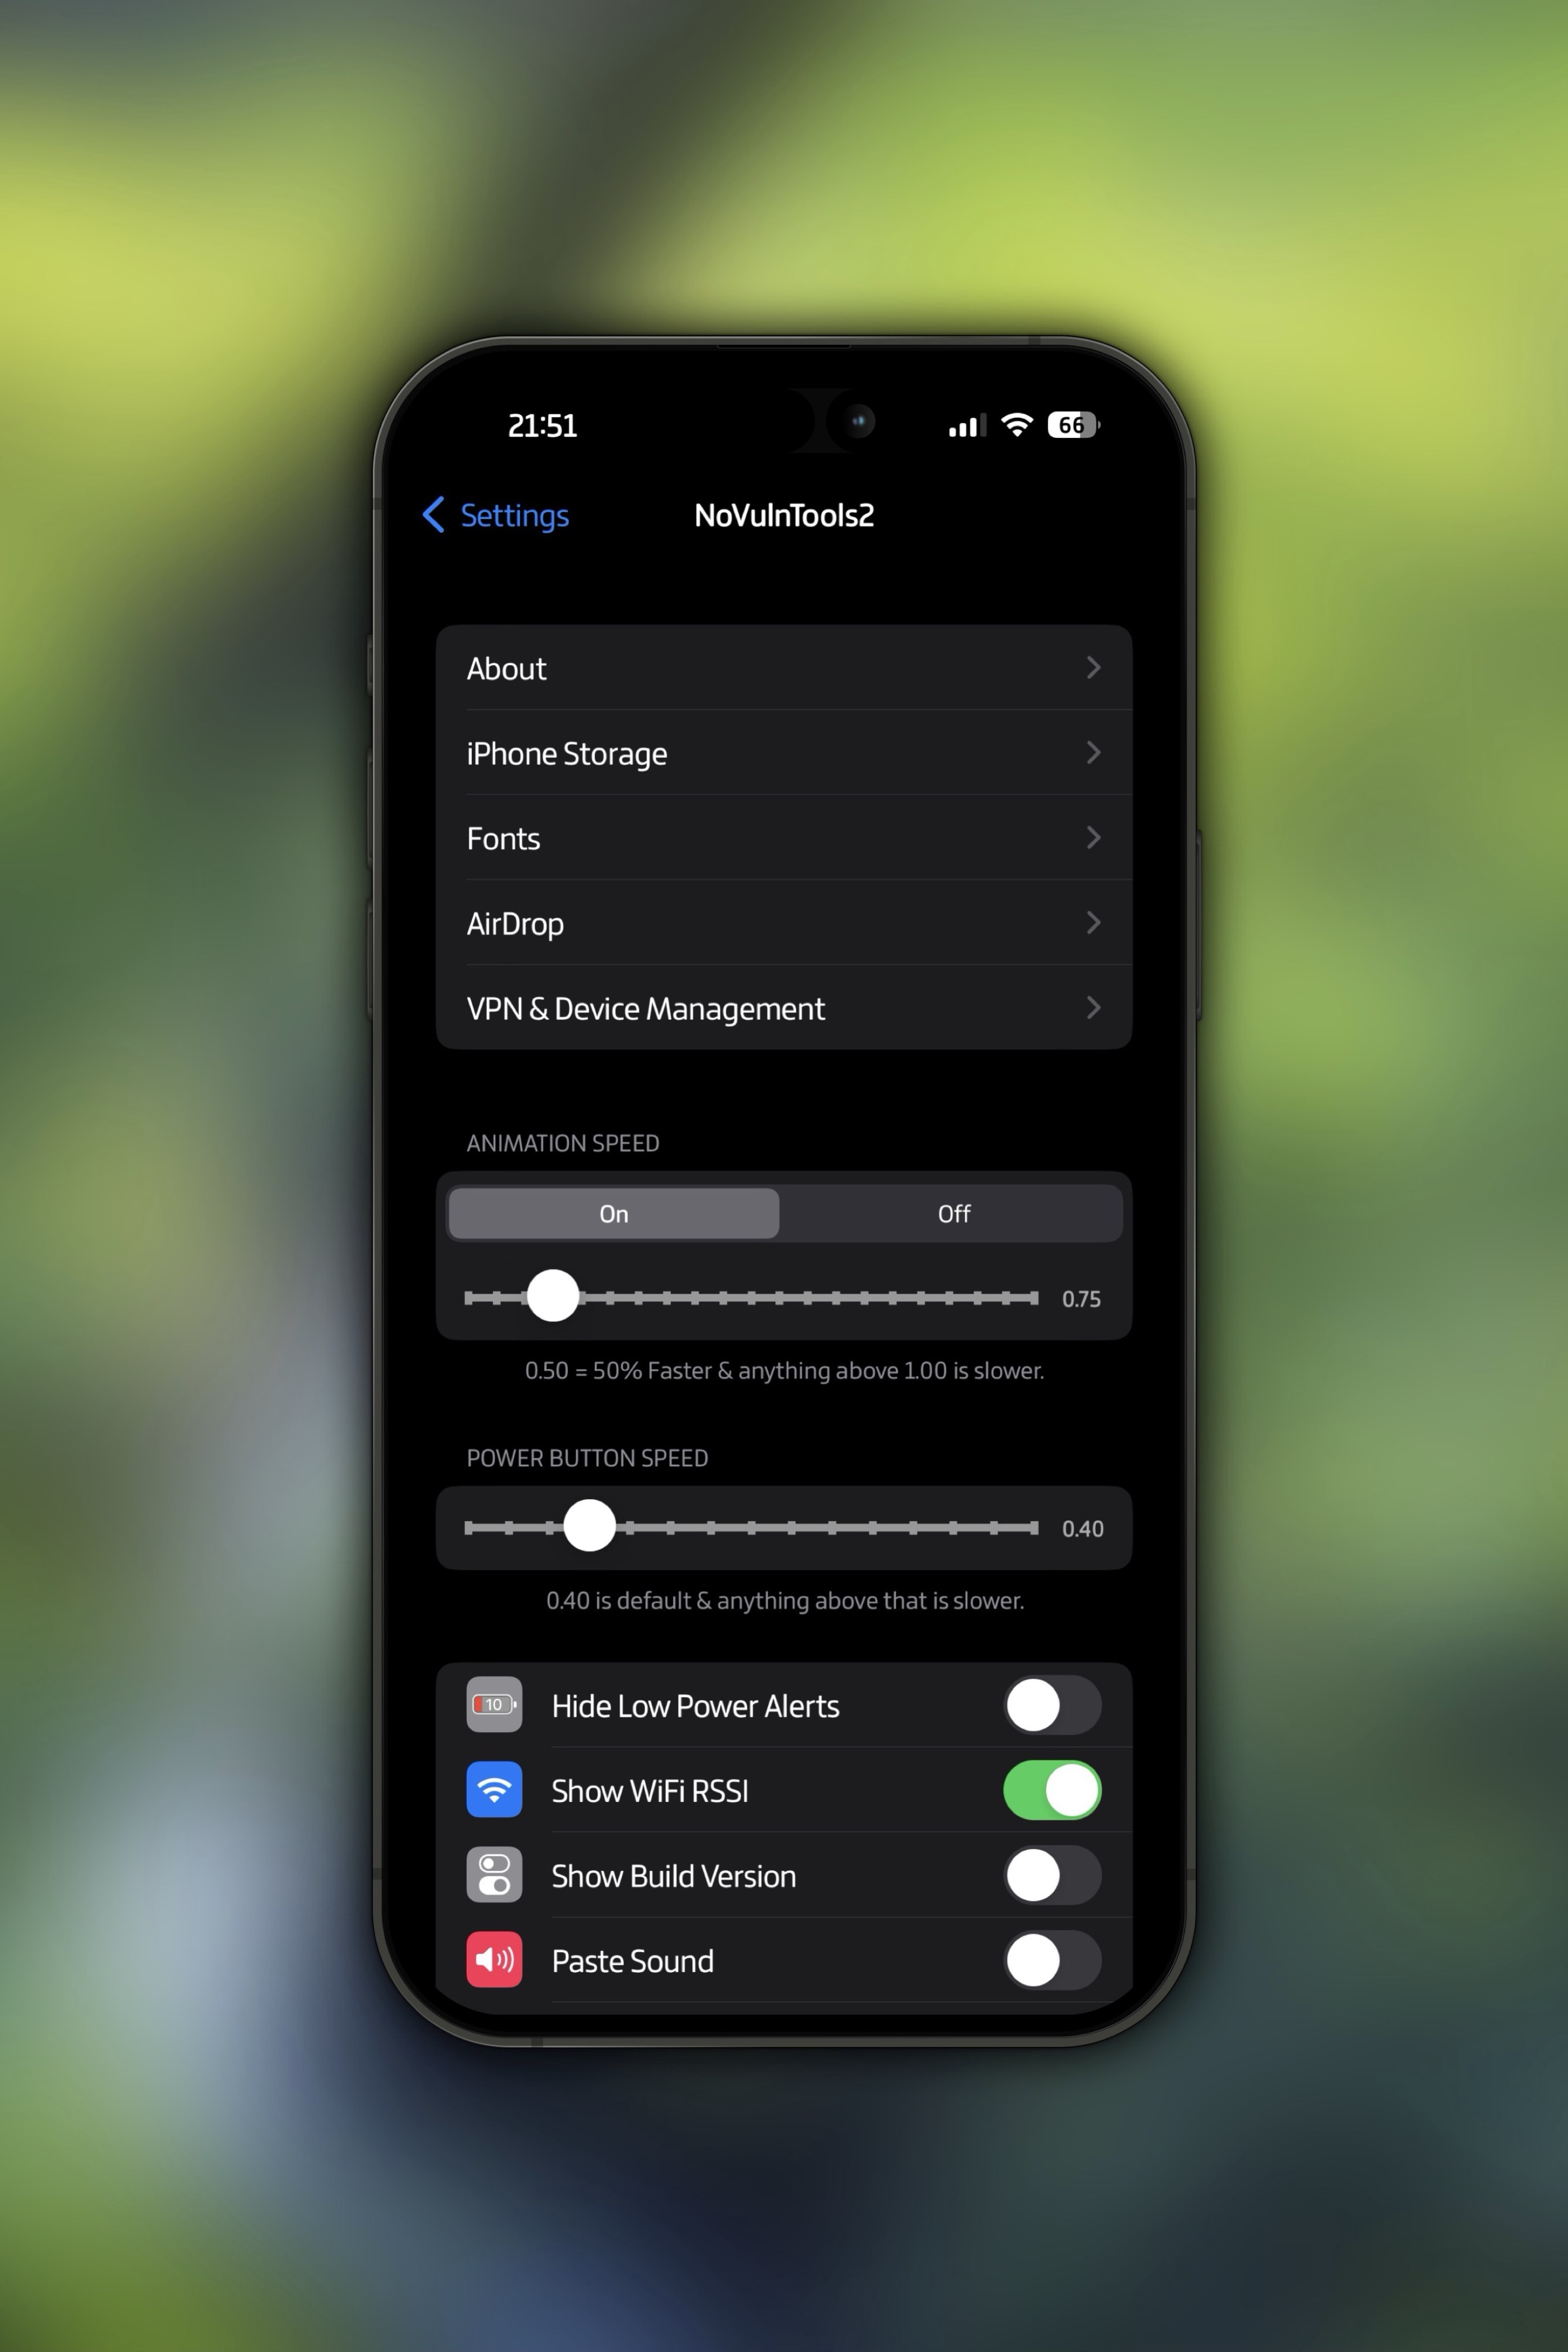 21:51
66
Settings
NoVulnTools2
About
iPhone Storage
Fonts
AirDrop
VPN & Device Management
ANIMATION SPEED
On
Off
0.75
0.50 = 50% Faster & anything above 1.00 is slower.
POWER BUTTON SPEED
0.40
0.40 is default & anything above that is slower.
10
Hide Low Power Alerts
Show WiFi RSSI
Show Build Version
Paste Sound